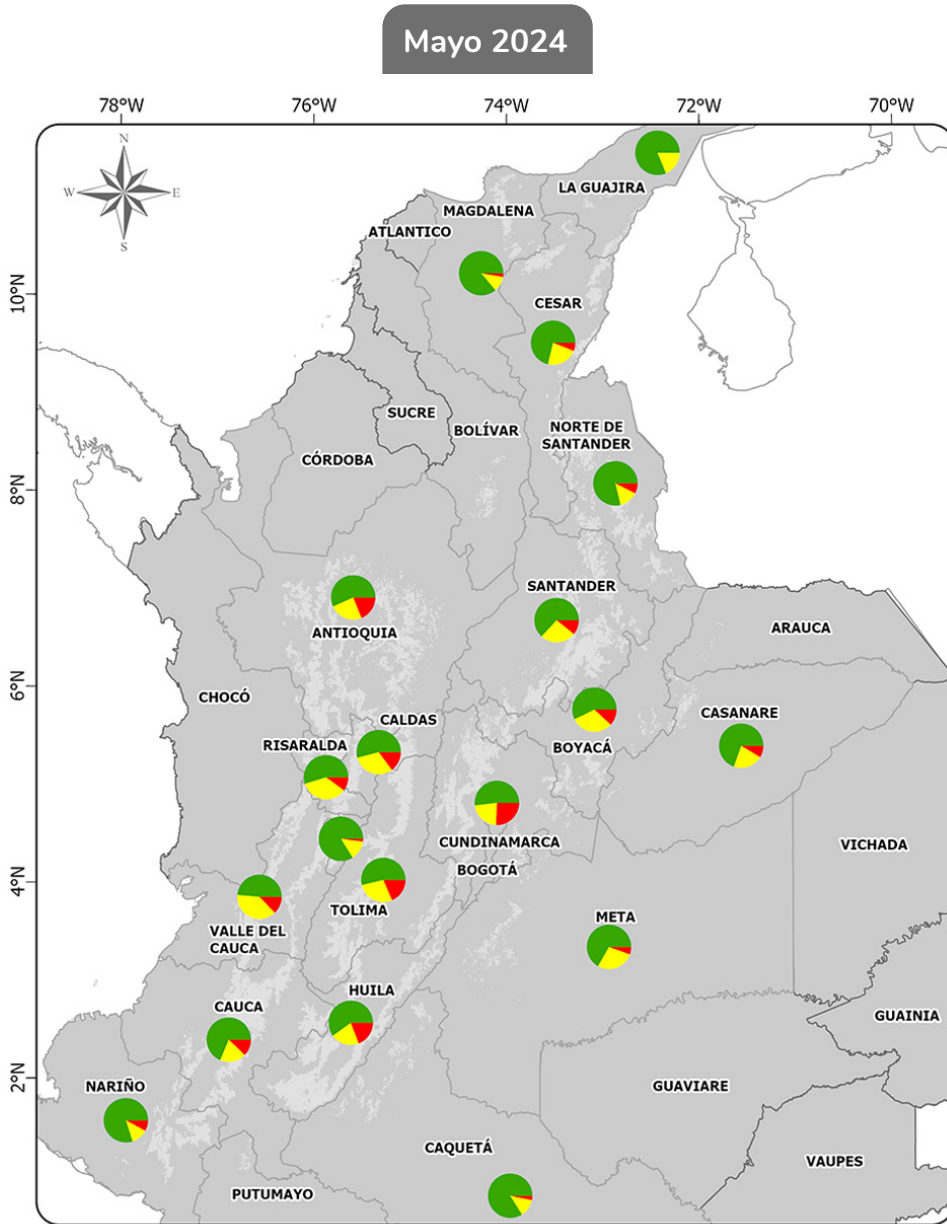 Mayo 2024
78°W 76°W 74°W 72°W 70°W
N
W E
S
LA GUAJIRA
MAGDALENA
ATLANTICO
10°N
CESAR
SUCRE
BOLÍVAR
NORTE DE
SANTANDER
CÓRDOBA
8°N
SANTANDER
ANTIOQUIA
ARAUCA
6°N
CHOCÓ
CASANARE
CALDAS
RISARALDA
BOYACÁ
CUNDINAMARCA
VICHADA
BOGOTÁ
4°N
TOLIMA
META
VALLE DEL
CAUCA
HUILA
CAUCA
GUAINIA
2°N
NARIÑO
GUAVIARE
CAQUETÁ
VAUPES
PUTUMAYO